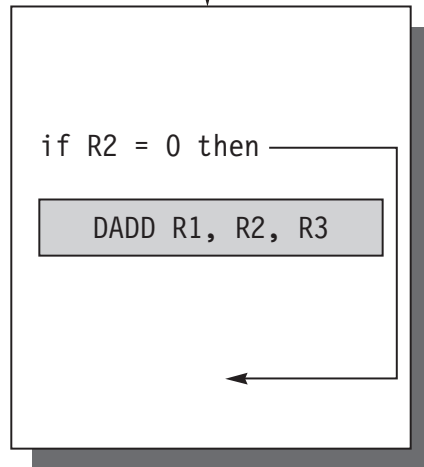 if R2 = 0 then
DADD R1, R2, R3